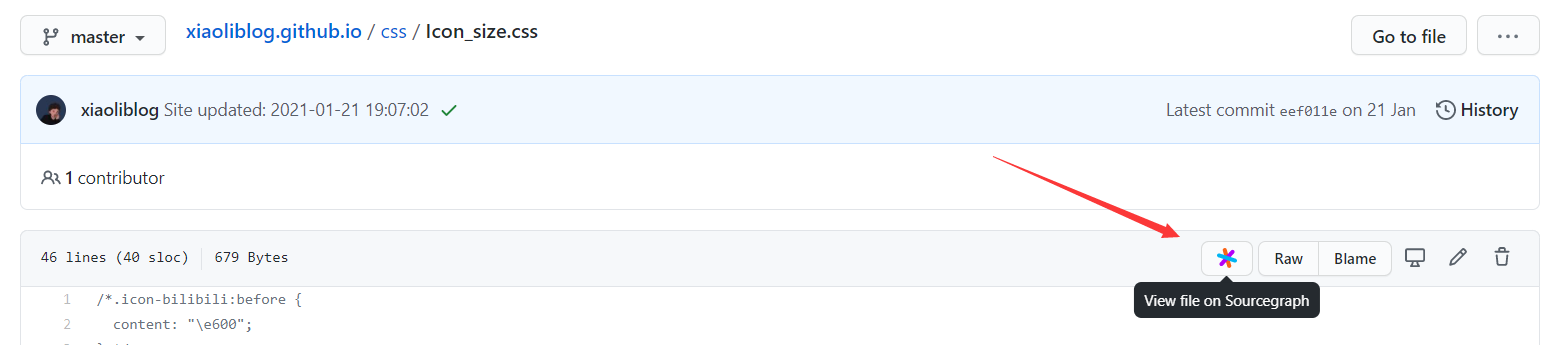 master
xiaoliblog.github.io / css / Icon_size.css
Go to file
...
xiaoliblog Site updated: 2021-01-21 19:07:02
Latest commit eef011e on 21 Jan
History
1 contributor
46 lines (40 sloc)
679 Bytes
Raw
Blame
View file on Sourcegraph
1 /*.icon-bilibili:before {
2 content: "\e600";